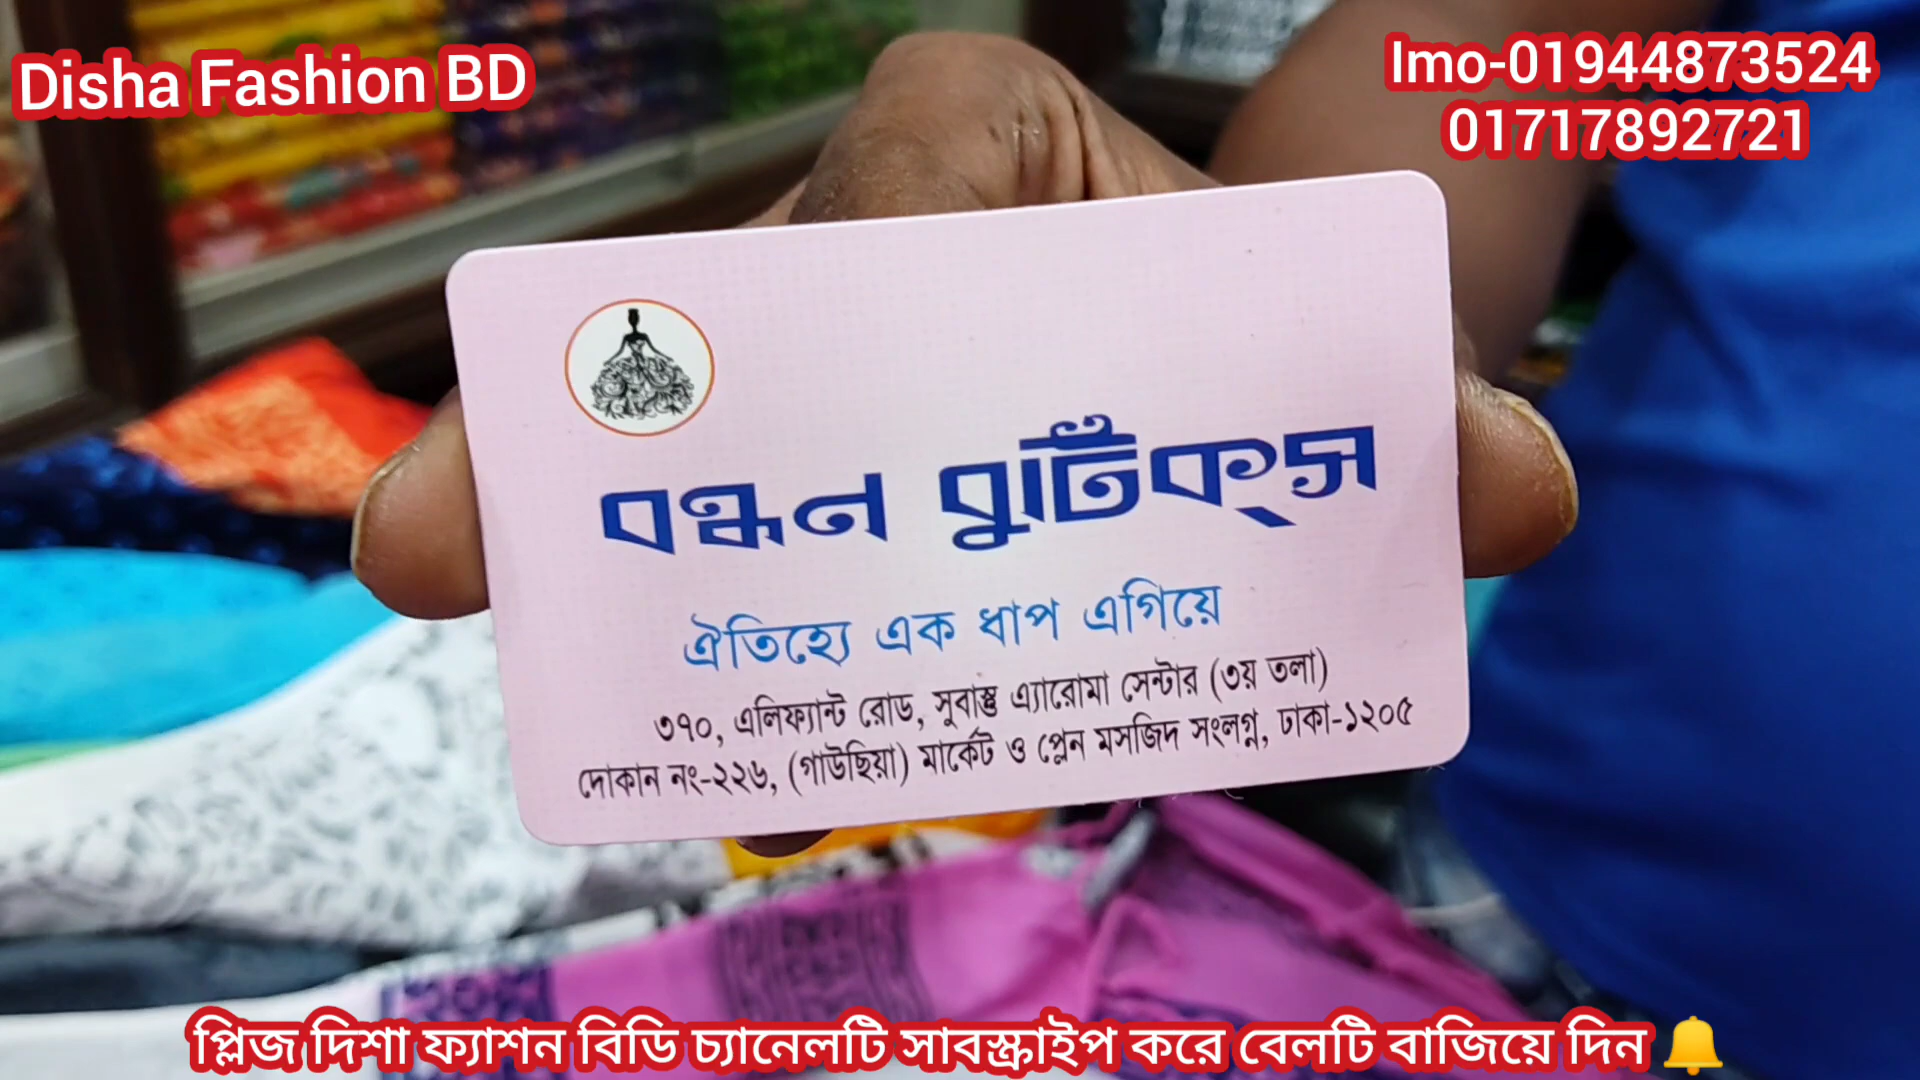 Disha Fashion BD
Imo-01944873524
01717892721
বন্ধন বুটিক্স
ঐতিহ্যে এক ধাপ এগিয়ে
৩৭০, এলিফ্যান্ট রোড, সুবাস্তু এ্যারোমা সেন্টার (৩য় তলা)
দোকান নং-২২৬, (গাউছিয়া) মার্কেট ও প্লেন মসজিদ সংলগ্ন, ঢাকা-১২০৫
প্লিজ দিশা ফ্যাশন বিডি চ্যানেলটি সাবস্ক্রাইপ করে বেলটি বাজিয়ে দিন 🔔